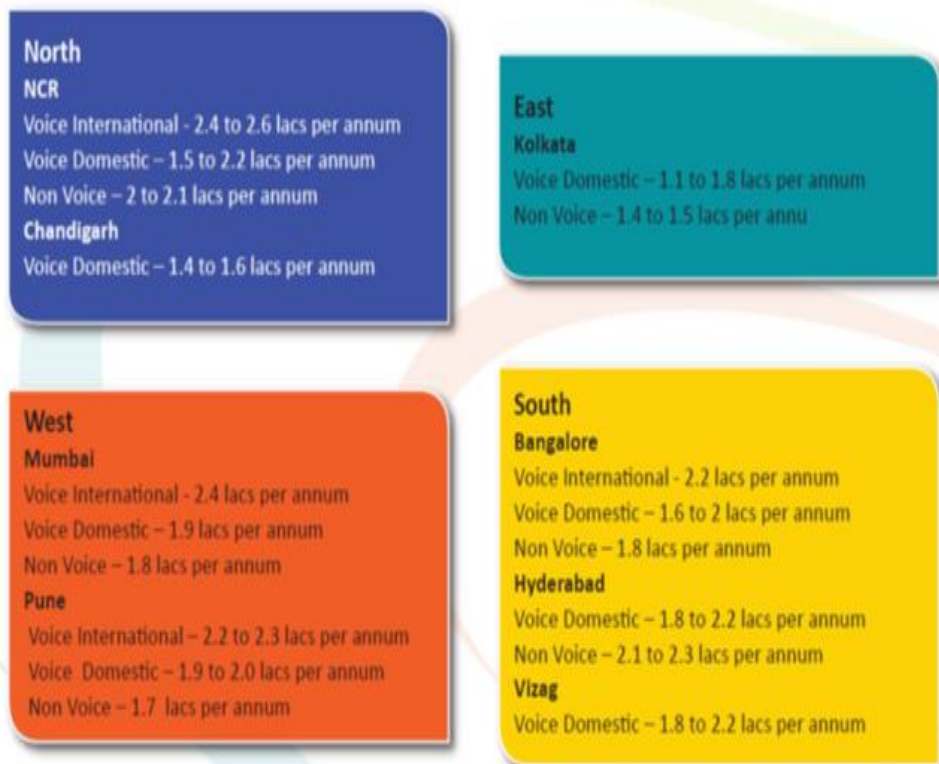 North
NCR
Voice International - 2.4 to 2.6 lacs per annum
Voice Domestic – 1.5 to 2.2 lacs per annum
Non Voice – 2 to 2.1 lacs per annum
Chandigarh
Voice Domestic – 1.4 to 1.6 lacs per annum
East
Kolkata
Voice Domestic – 1.1 to 1.8 lacs per annum
Non Voice – 1.4 to 1.5 lacs per annu
West
Mumbai
Voice International - 2.4 lacs per annum
Voice Domestic – 1.9 lacs per annum
Non Voice – 1.8 lacs per annum
Pune
Voice International – 2.2 to 2.3 lacs per annum
Voice Domestic – 1.9 to 2.0 lacs per annum
Non Voice – 1.7 lacs per annum
South
Bangalore
Voice International - 2.2 lacs per annum
Voice Domestic – 1.6 to 2 lacs per annum
Non Voice – 1.8 lacs per annum
Hyderabad
Voice Domestic – 1.8 to 2.2 lacs per annum
Non Voice – 2.1 to 2.3 lacs per annum
Vizag
Voice Domestic – 1.8 to 2.2 lacs per annum